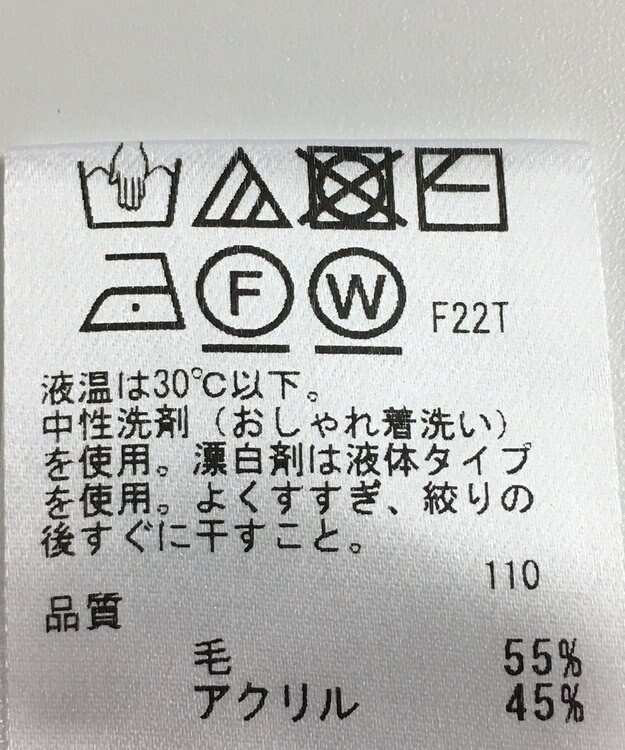 F W F22T
液温は30℃以下。
中性洗剤（おしゃれ着洗い）
を使用。漂白剤は液体タイプ
を使用。よくすすぎ、絞りの
後すぐに干すこと。
110
品質
毛 55%
アクリル 45%